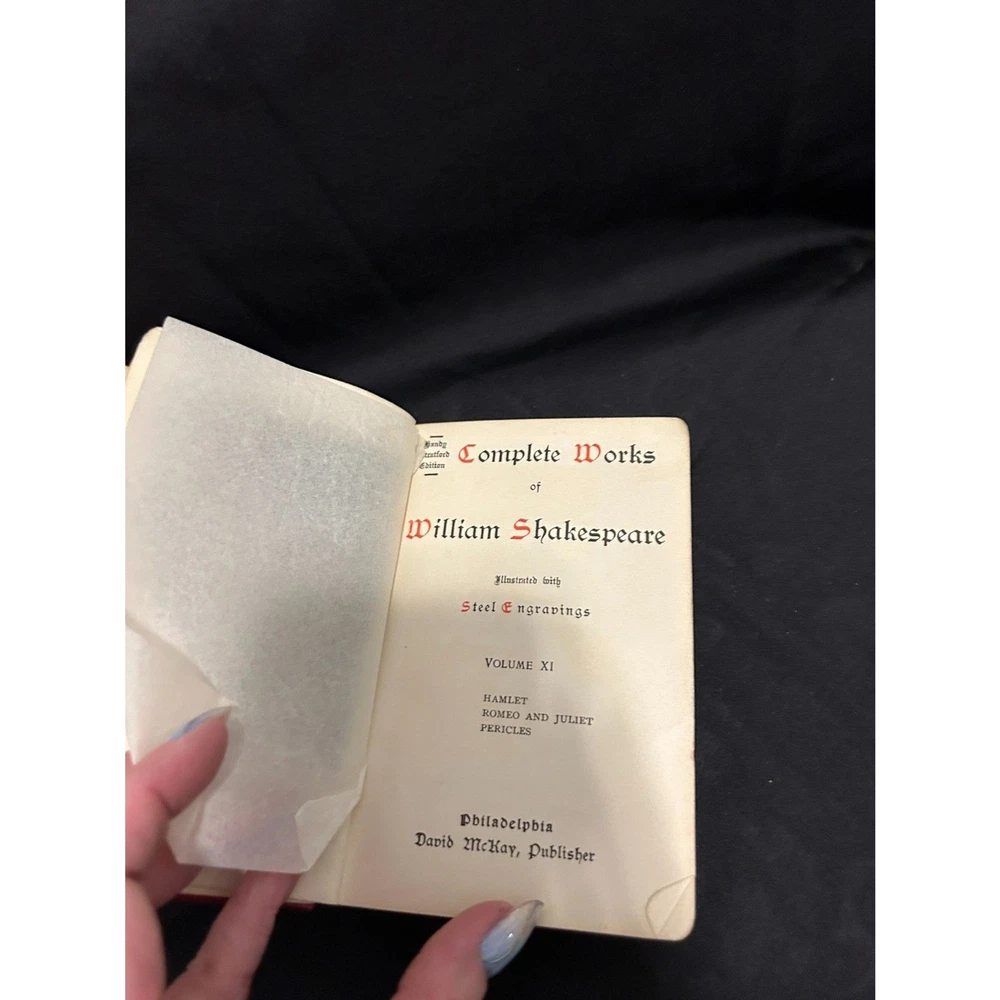 Handy
Stratford
Edition
Complete Works
of
William Shakespeare
Illustrated with
Steel Engravings
VOLUME XI
HAMLET
ROMEO AND JULIET
PERICLES
Philadelphia
David McKay, Publisher